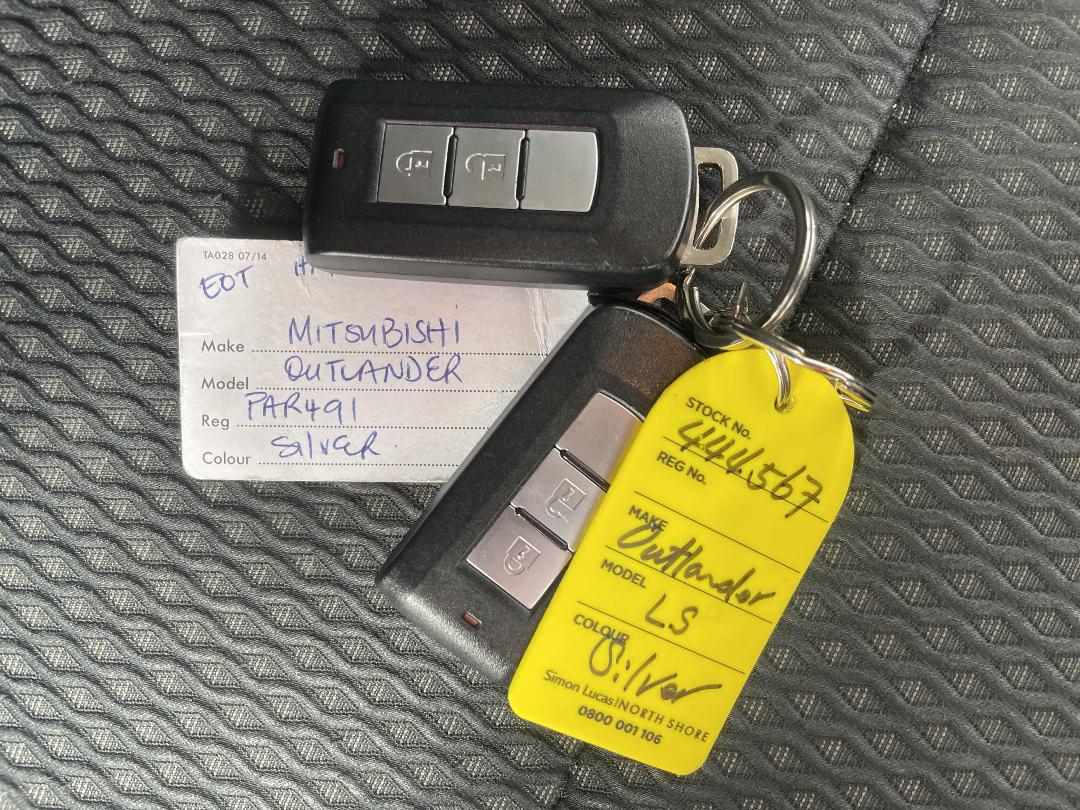 TA028 07/14
EOT
Make MITSUBISHI
Model OUTLANDER
Reg PAR491
Colour SILVER
STOCK No. 444567
REG No.
MAKE Outlander
MODEL LS
COLOUR Silver
Simon Lucas|NORTH SHORE
0800 001 106